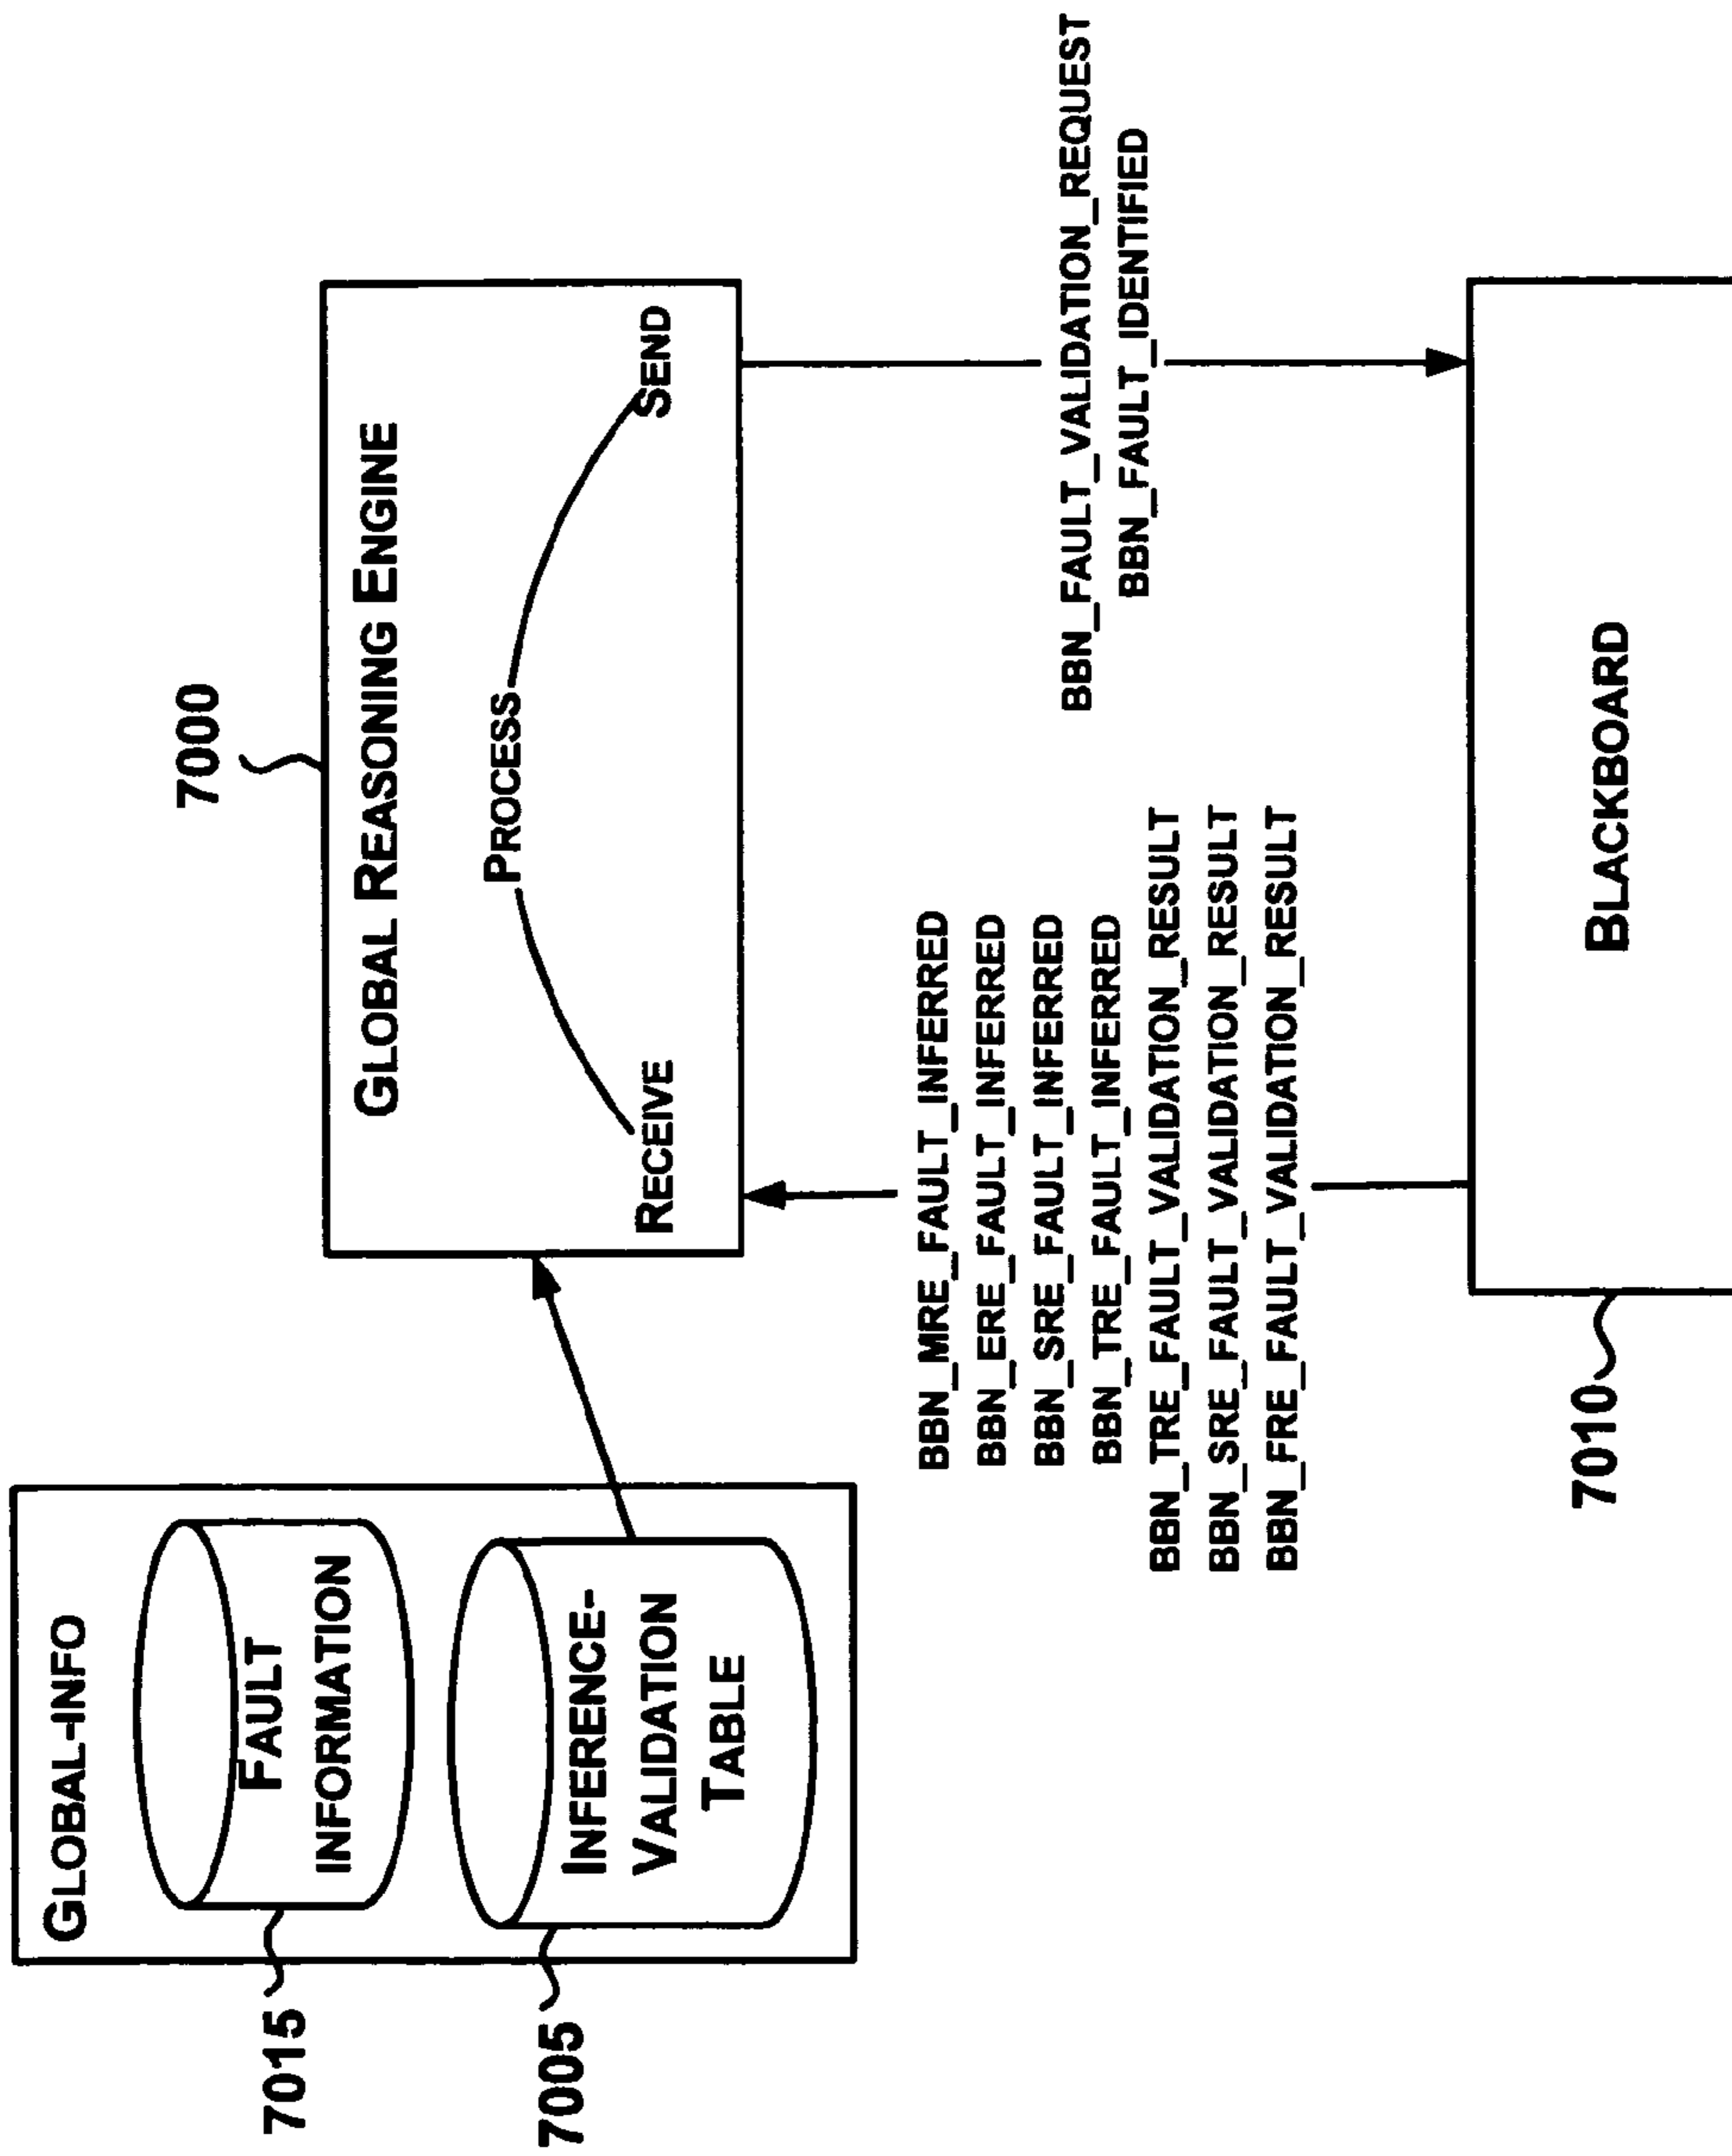 GLOBAL-INFO
FAULT
INFORMATION
INFERENCE-
VALIDATION
TABLE
7015
7005
7000
GLOBAL REASONING ENGINE
RECEIVE
PROCESS
SEND
BBN_MRE_FAULT_INFERRED
BBN_ERE_FAULT_INFERRED
BBN_SRE_FAULT_INFERRED
BBN_TRE_FAULT_INFERRED
BBN_TRE_FAULT_VALIDATION_RESULT
BBN_SRE_FAULT_VALIDATION_RESULT
BBN_FRE_FAULT_VALIDATION_RESULT
BBN_FAULT_VALIDATION_REQUEST
BBN_FAULT_IDENTIFIED
7010
BLACKBOARD